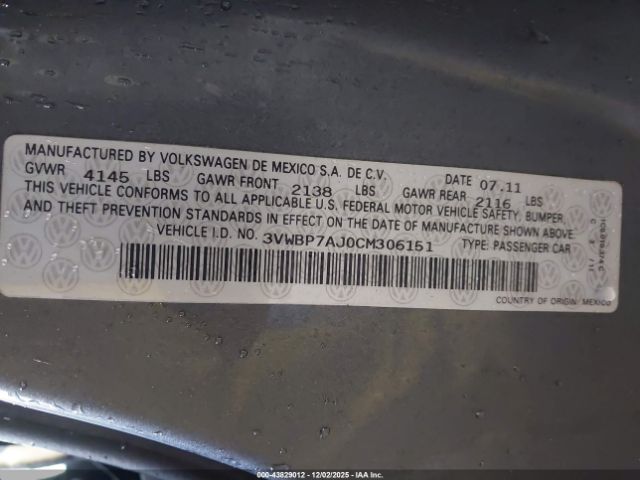 MANUFACTURED BY VOLKSWAGEN DE MEXICO S.A. DE C.V. DATE 07.11
GVWR 4145 LBS GAWR FRONT 2138 LBS GAWR REAR 2116 LBS
THIS VEHICLE CONFORMS TO ALL APPLICABLE U.S. FEDERAL MOTOR VEHICLE SAFETY, BUMPER,
AND THEFT PREVENTION STANDARDS IN EFFECT ON THE DATE OF MANUFACTURE SHOWN ABOVE
VEHICLE I.D. NO. 3VWBP7AJ0CM306151 TYPE: PASSENGER CAR
COUNTRY OF ORIGIN: MEXICO
000-43829012 - 12/02/2025 - IAAI.COM